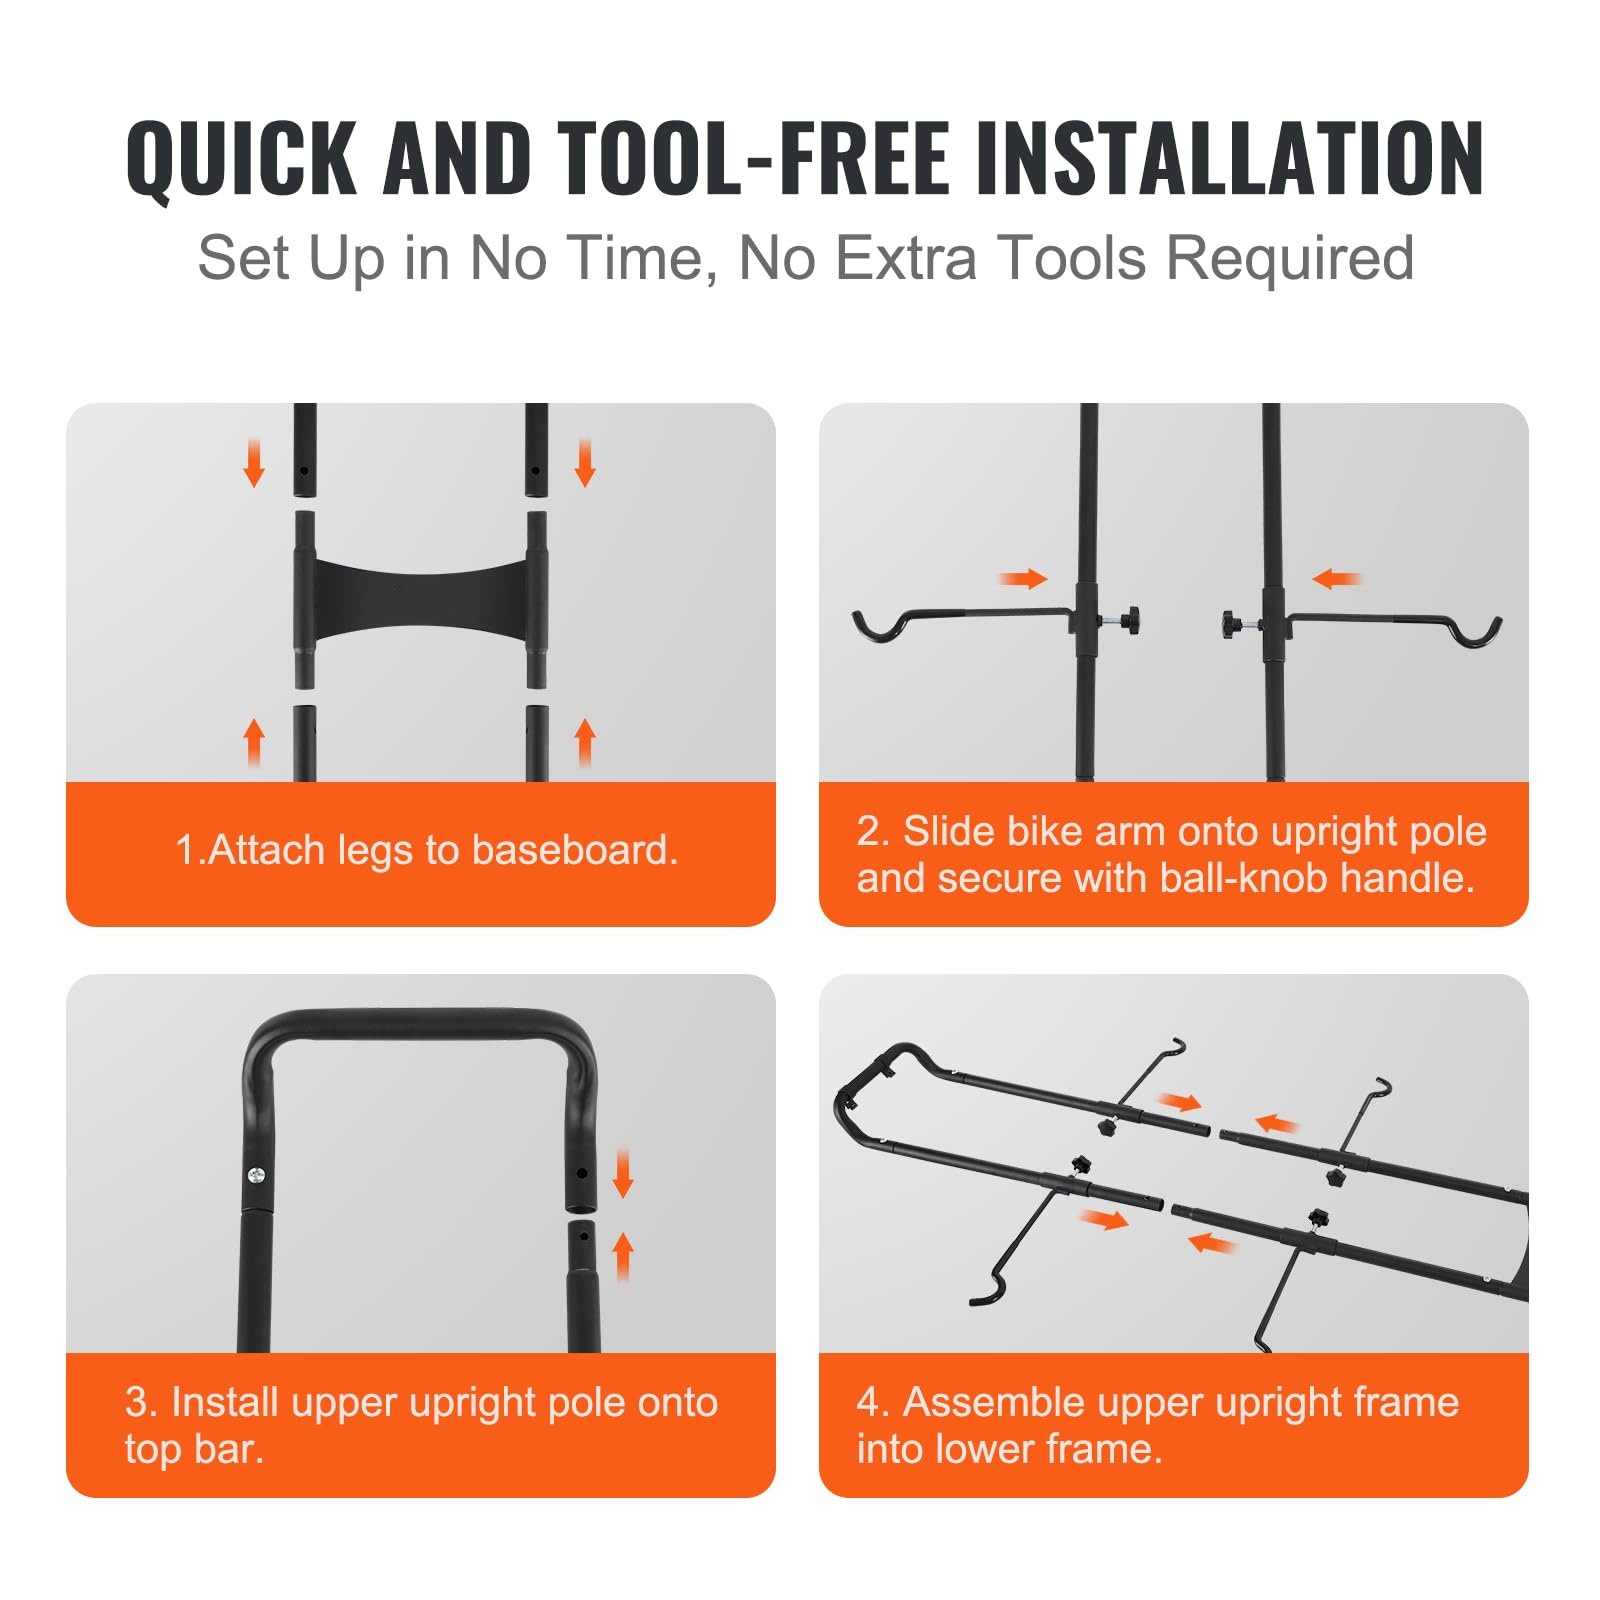 QUICK AND TOOL-FREE INSTALLATION
Set Up in No Time, No Extra Tools Required
1.Attach legs to baseboard.
2. Slide bike arm onto upright pole
and secure with ball-knob handle.
3. Install upper upright pole onto
top bar.
4. Assemble upper upright frame
into lower frame.